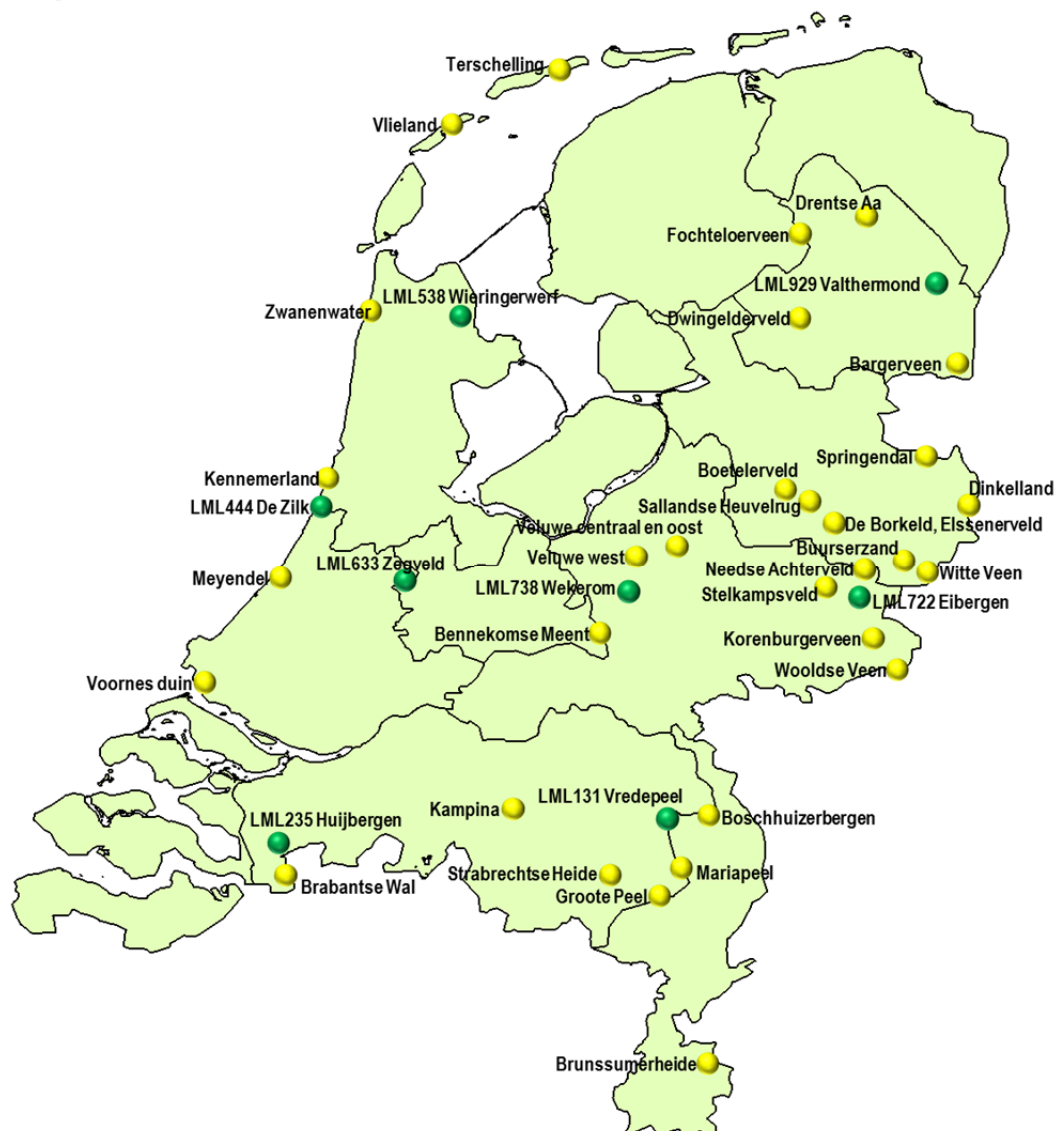 Terschelling
Vlieland
Drentse Aa
Fochteloerveen
LML929 Valthermond
LML538 Wieringerwerf
Zwanenwater
Dwingelderveld
Bargerveen
Springendal
Boetelerveld
Kennemerland
Dinkelland
LML444 De Zilk
Sallandse Heuvelrug
De Borkeld, Elssenerveld
Veluwe centraal en oost
Buurserzand
Veluwe west
LML633 Zegveld
Needse Achterveld
Witte Veen
Meyendel
LML738 Wekerom
Stelkampsveld
LML722 Eibergen
Bennekomse Meent
Korenburgerveen
Wooldse Veen
Voornes duin
LML131 Vredepeel
Kampina
Boschhuizerbergen
LML235 Huijbergen
Strabrechtse Heide
Mariapeel
Brabantse Wal
Groote Peel
Brunssumerheide